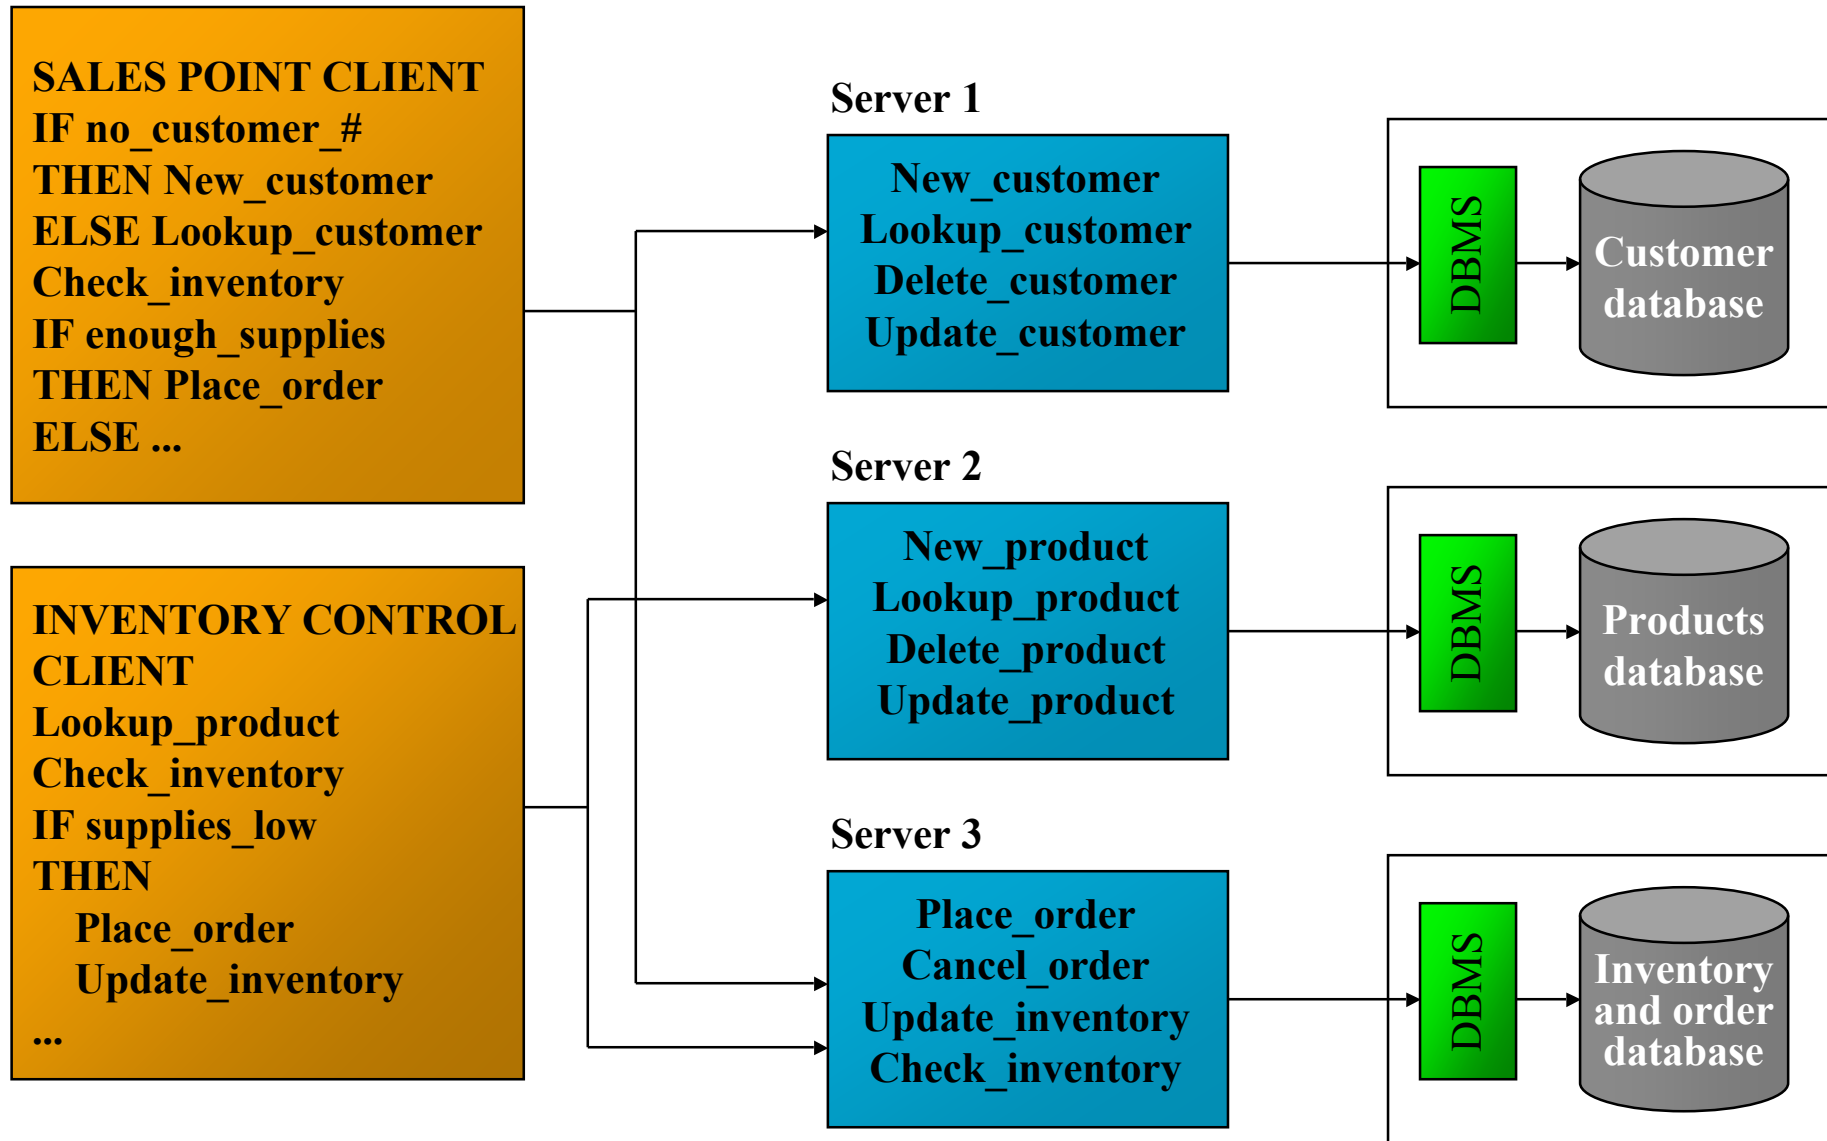 SALES POINT CLIENT
IF no_customer_#
THEN New_customer
ELSE Lookup_customer
Check_inventory
IF enough_supplies
THEN Place_order
ELSE ...
INVENTORY CONTROL
CLIENT
Lookup_product
Check_inventory
IF supplies_low
THEN
Place_order
Update_inventory
...
Server 1
New_customer
Lookup_customer
Delete_customer
Update_customer
DBMS
Customer
database
Server 2
New_product
Lookup_product
Delete_product
Update_product
DBMS
Products
database
Server 3
Place_order
Cancel_order
Update_inventory
Check_inventory
DBMS
Inventory
and order
database